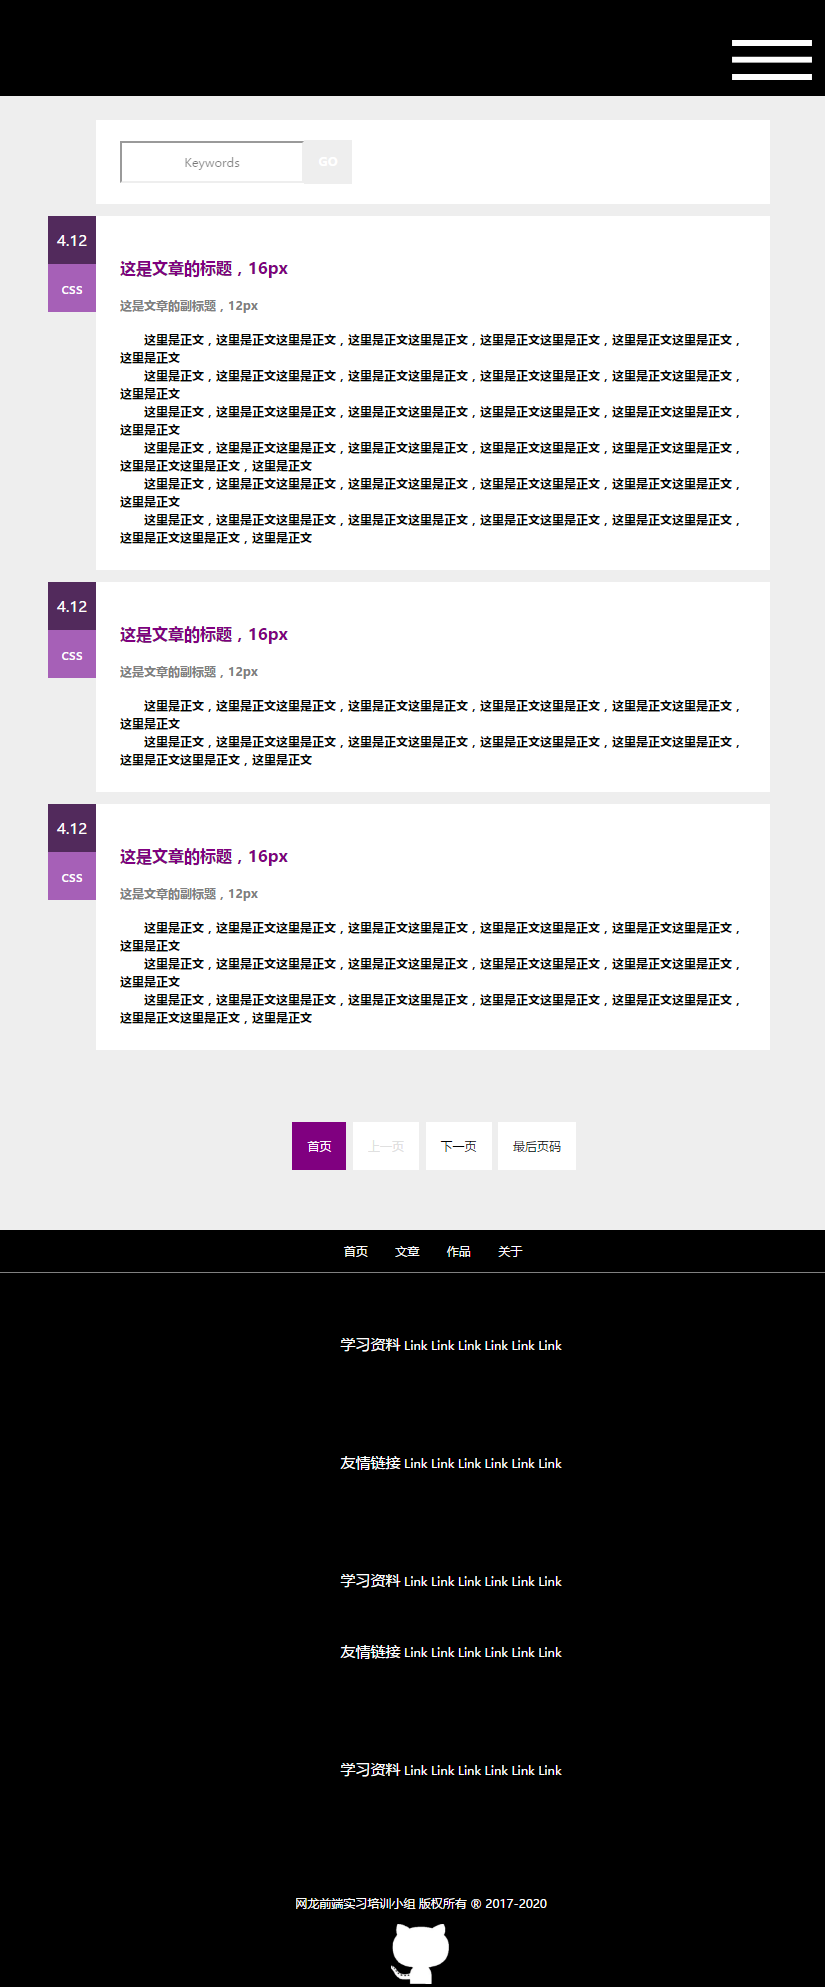 Keywords GO
4.12
css
这是文章的标题，16px
这是文章的副标题，12px
这里是正文，这里是正文这里是正文，这里是正文这里是正文，这里是正文这里是正文，这里是正文这里是正文，
这里是正文
这里是正文，这里是正文这里是正文，这里是正文这里是正文，这里是正文这里是正文，这里是正文这里是正文，
这里是正文
这里是正文，这里是正文这里是正文，这里是正文这里是正文，这里是正文这里是正文，这里是正文这里是正文，
这里是正文
这里是正文，这里是正文这里是正文，这里是正文这里是正文，这里是正文这里是正文，这里是正文这里是正文，
这里是正文这里是正文，这里是正文
这里是正文，这里是正文这里是正文，这里是正文这里是正文，这里是正文这里是正文，这里是正文这里是正文，
这里是正文
这里是正文，这里是正文这里是正文，这里是正文这里是正文，这里是正文这里是正文，这里是正文这里是正文，
这里是正文这里是正文，这里是正文
4.12
css
这是文章的标题，16px
这是文章的副标题，12px
这里是正文，这里是正文这里是正文，这里是正文这里是正文，这里是正文这里是正文，这里是正文这里是正文，
这里是正文
这里是正文，这里是正文这里是正文，这里是正文这里是正文，这里是正文这里是正文，这里是正文这里是正文，
这里是正文这里是正文，这里是正文
4.12
css
这是文章的标题，16px
这是文章的副标题，12px
这里是正文，这里是正文这里是正文，这里是正文这里是正文，这里是正文这里是正文，这里是正文这里是正文，
这里是正文
这里是正文，这里是正文这里是正文，这里是正文这里是正文，这里是正文这里是正文，这里是正文这里是正文，
这里是正文
这里是正文，这里是正文这里是正文，这里是正文这里是正文，这里是正文这里是正文，这里是正文这里是正文，
这里是正文这里是正文，这里是正文
首页 上一页 下一页 最后页码
首页 文章 作品 关于
学习资料 Link Link Link Link Link Link
友情链接 Link Link Link Link Link Link
学习资料 Link Link Link Link Link Link
友情链接 Link Link Link Link Link Link
学习资料 Link Link Link Link Link Link
网龙前端实习培训小组 版权所有 ® 2017-2020